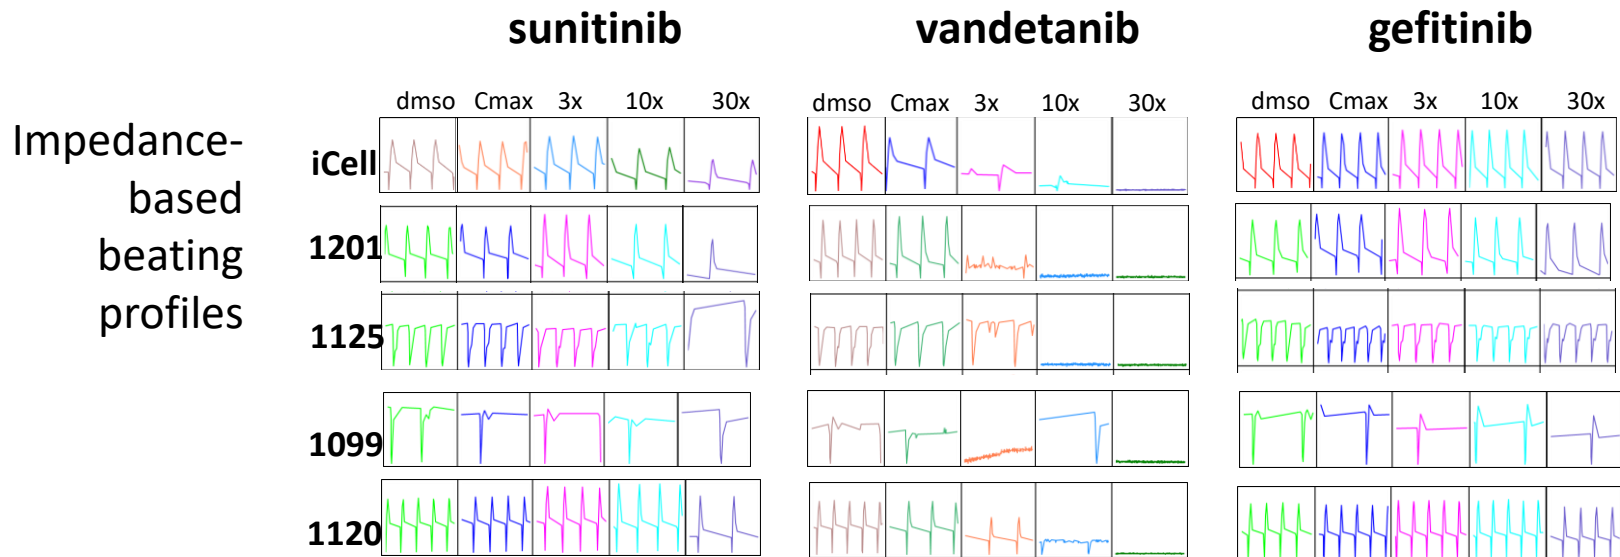 sunitinib vandetanib gefitinib
dmso Cmax 3x 10x 30x dmso Cmax 3x 10x 30x dmso Cmax 3x 10x 30x
Impedance-
based
beating
profiles
iCell
1201
1125
1099
1120